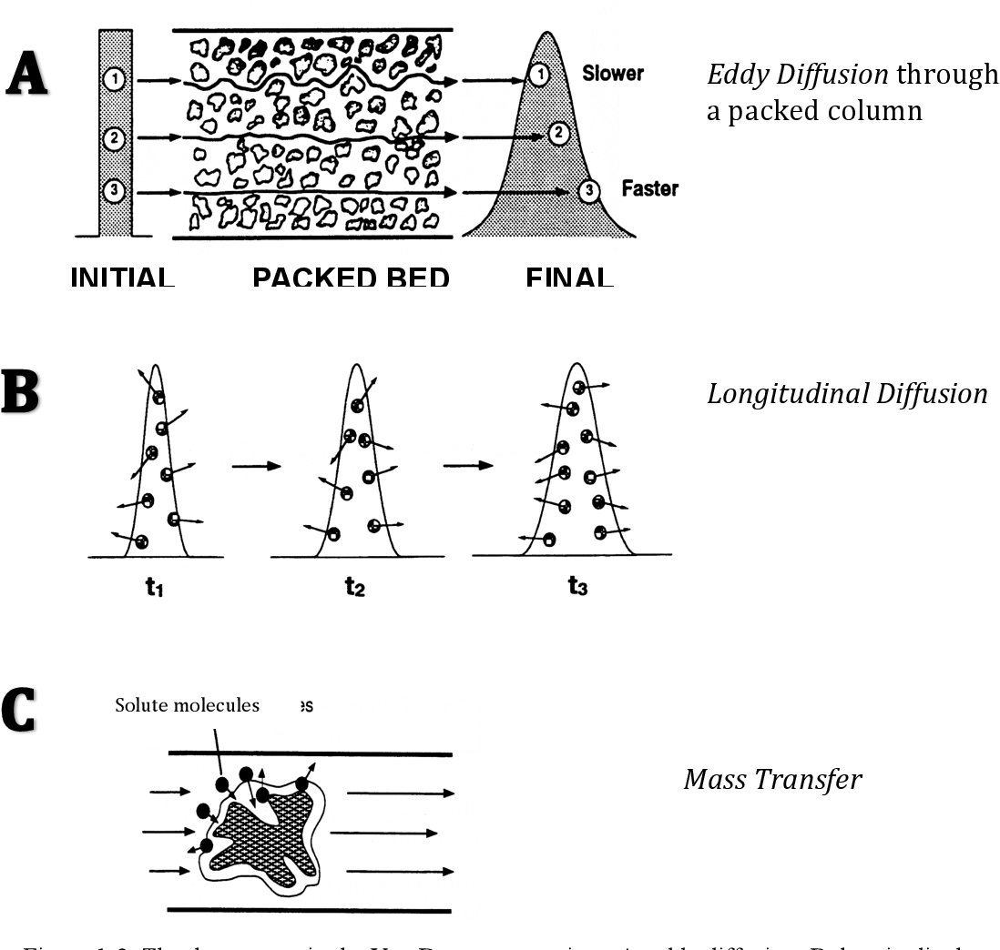 A
1
2
3
1
2
3
Slower
Faster
Eddy Diffusion through
a packed column
INITIAL PACKED BED FINAL
B
Longitudinal Diffusion
t1 t2 t3
C
Solute molecules es
Mass Transfer